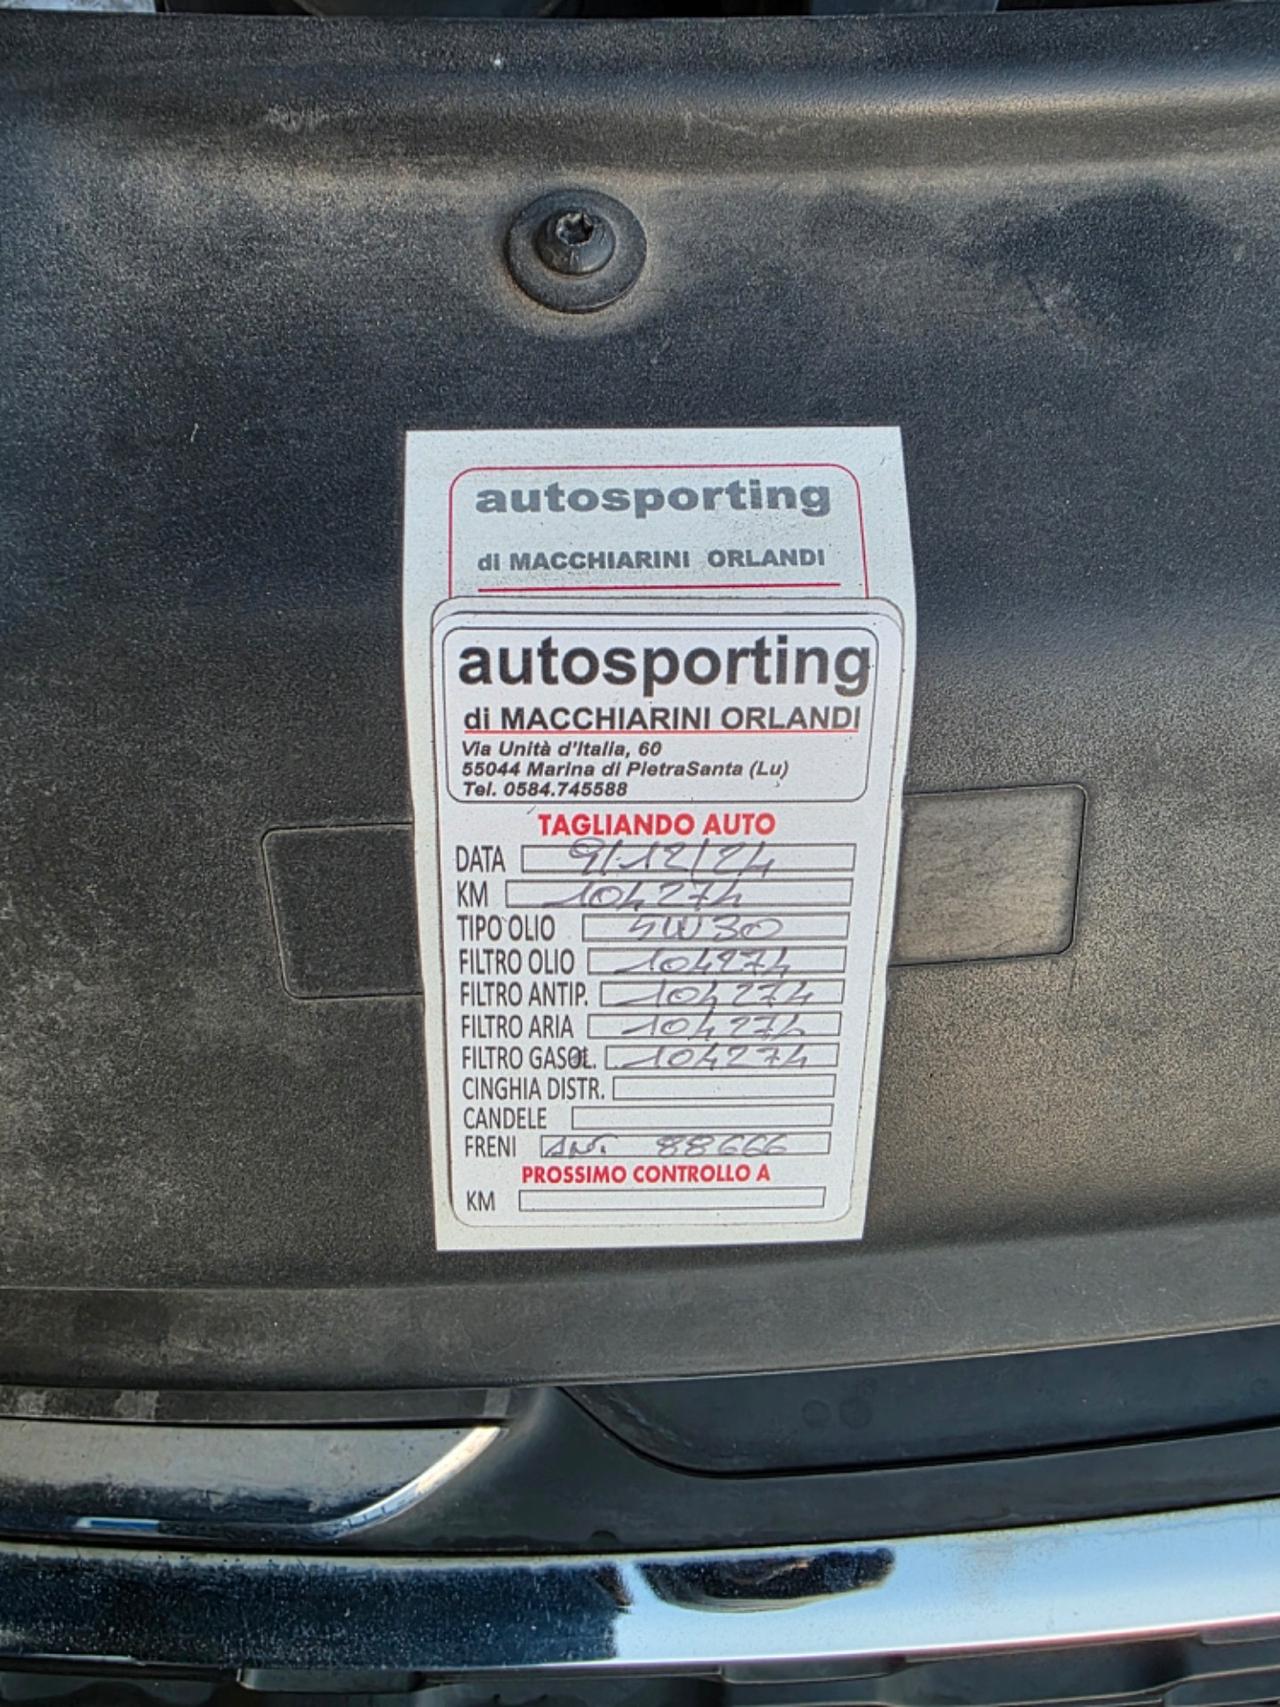 autosporting
di MACCHIARINI ORLANDI
autosporting
di MACCHIARINI ORLANDI
Via Unità d'Italia, 60
55044 Marina di PietraSanta (Lu)
Tel. 0584.745588
TAGLIANDO AUTO
DATA 9/12/24
KM 104274
TIPO OLIO 5W30
FILTRO OLIO 104274
FILTRO ANTIP. 104274
FILTRO ARIA 104274
FILTRO GASOL. 104274
CINGHIA DISTR.
CANDELE
FRENI AN. 88666
PROSSIMO CONTROLLO A
KM